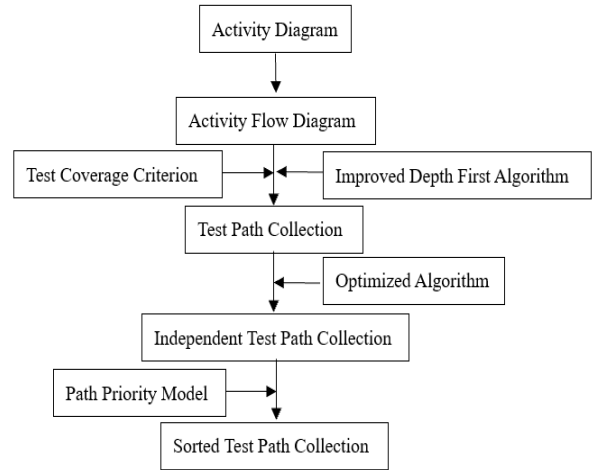 Activity Diagram
Activity Flow Diagram
Test Coverage Criterion
Improved Depth First Algorithm
Test Path Collection
Optimized Algorithm
Independent Test Path Collection
Path Priority Model
Sorted Test Path Collection